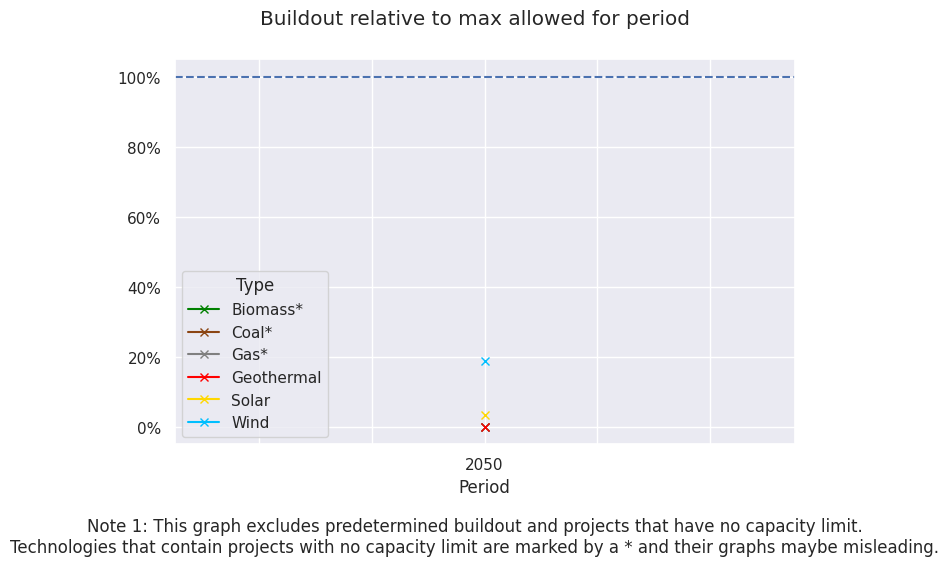 Buildout relative to max allowed for period
100%
80%
60%
40%
20%
0%
Type
Biomass*
Coal*
Gas*
Geothermal
Solar
Wind
2050
Period
Note 1: This graph excludes predetermined buildout and projects that have no capacity limit.
Technologies that contain projects with no capacity limit are marked by a * and their graphs maybe misleading.